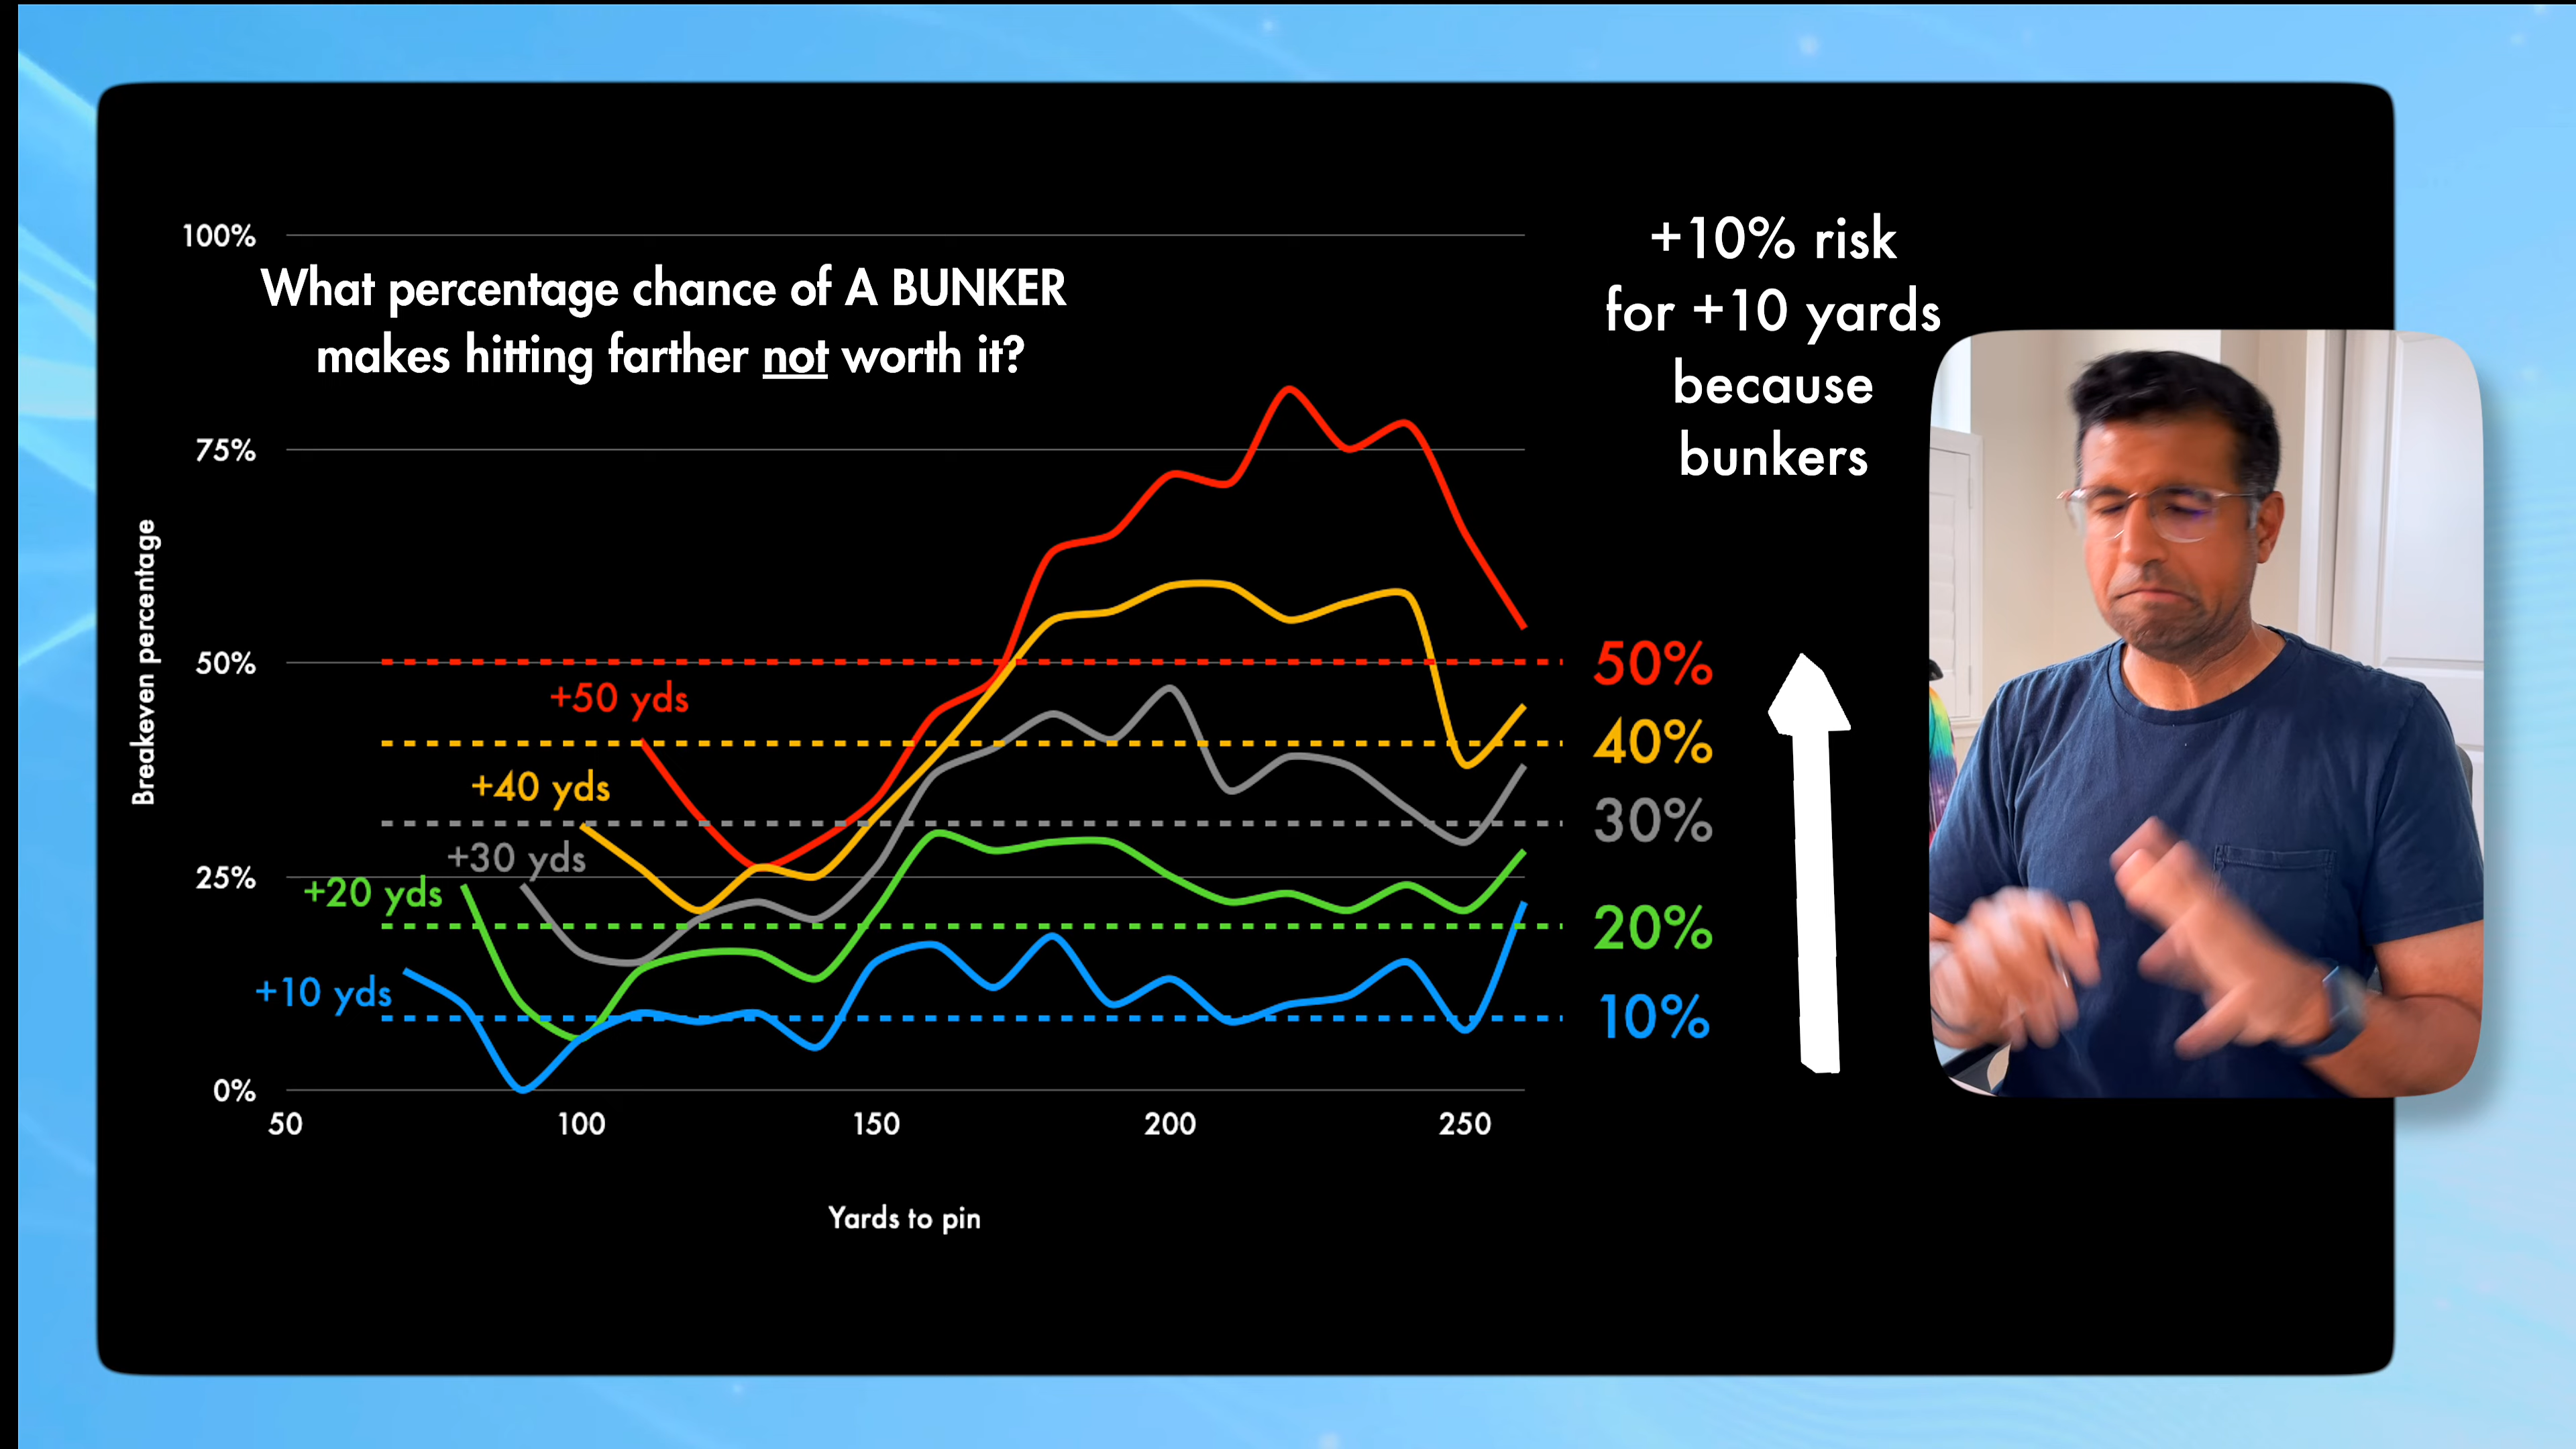 What percentage chance of A BUNKER
makes hitting farther not worth it?
+10% risk
for +10 yards
because
bunkers
Breakeven percentage
100%
75%
50%
25%
0%
+50 yds
+40 yds
+30 yds
+20 yds
+10 yds
50%
40%
30%
20%
10%
50
100
150
200
250
Yards to pin